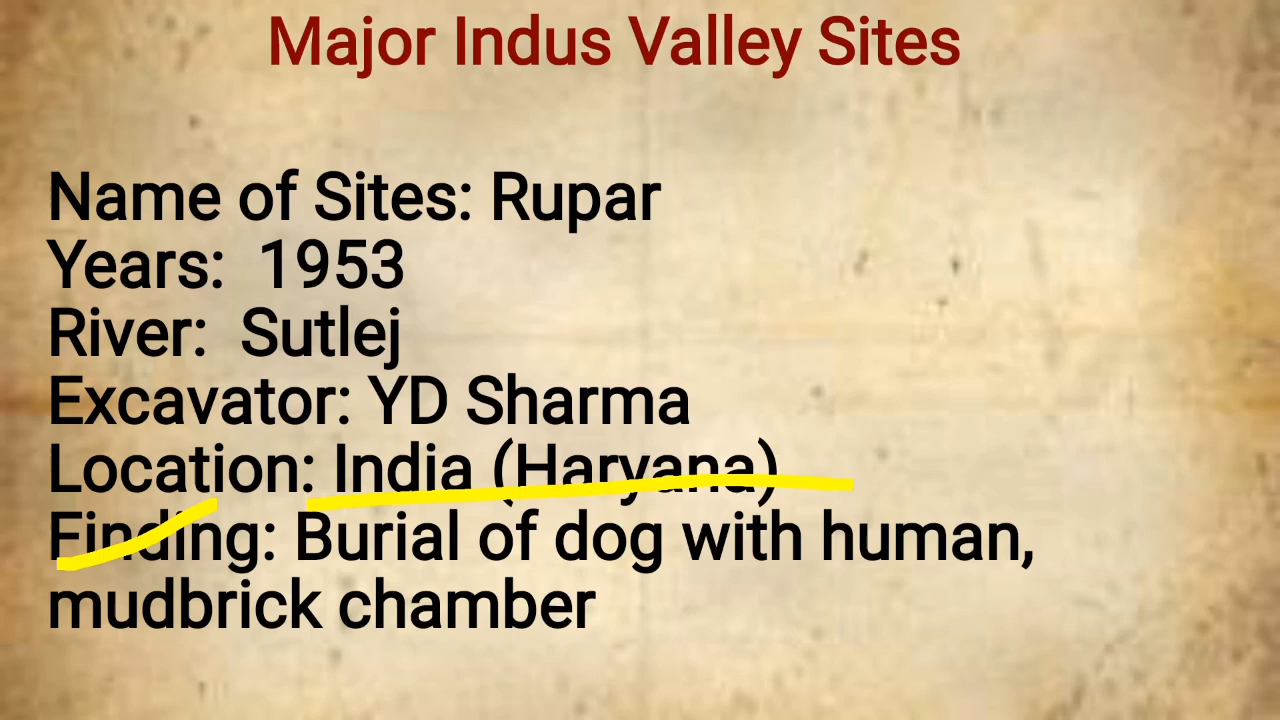 Major Indus Valley Sites
Name of Sites: Rupar
Years: 1953
River: Sutlej
Excavator: YD Sharma
Location: India (Haryana)
Finding: Burial of dog with human,
mudbrick chamber